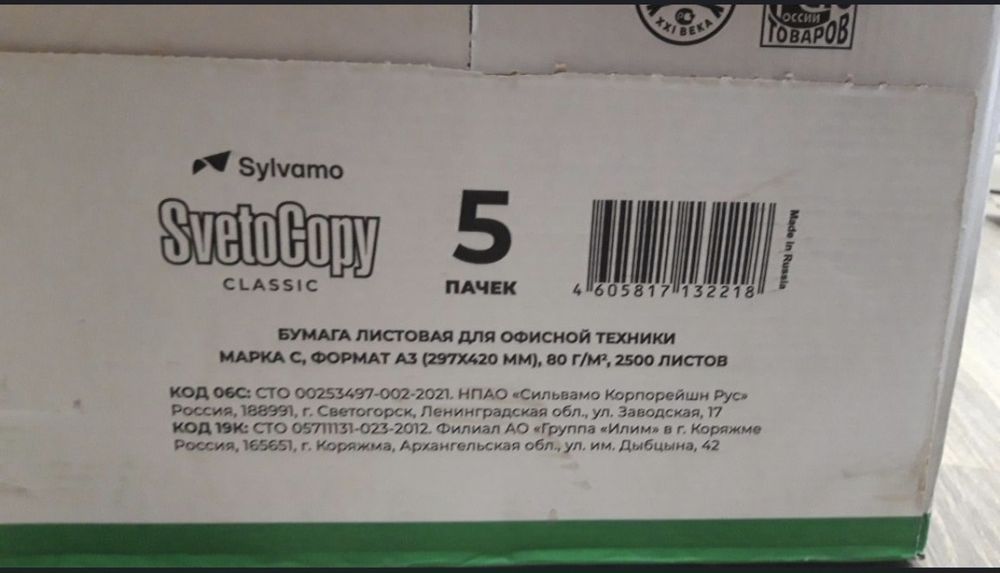 XXI ВЕКА
РОССИИ
ТОВАРОВ
Sylvamo
SvetoCopy
CLASSIC
5
ПАЧЕК
4 605817 132218
Made in Russia
БУМАГА ЛИСТОВАЯ ДЛЯ ОФИСНОЙ ТЕХНИКИ
МАРКА С, ФОРМАТ А3 (297Х420 ММ), 80 Г/М², 2500 ЛИСТОВ
КОД 06С: СТО 00253497-002-2021. НПАО «Сильвамо Корпорейшн Рус»
Россия, 188991, г. Светогорск, Ленинградская обл., ул. Заводская, 17
КОД 19К: СТО 05711131-023-2012. Филиал АО «Группа «Илим» в г. Коряжме
Россия, 165651, г. Коряжма, Архангельская обл., ул. им. Дыбцына, 42